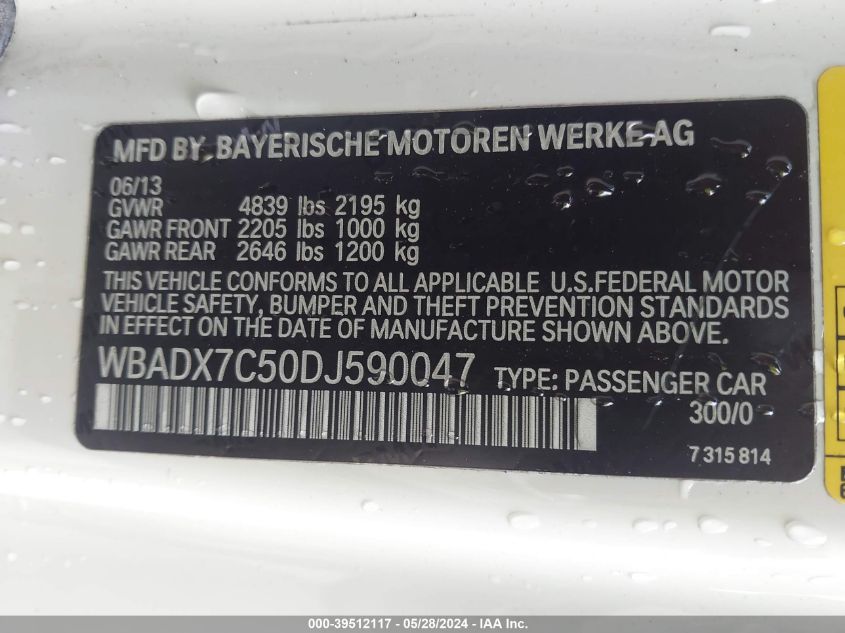 MFD BY: BAYERISCHE MOTOREN WERKE AG
06/13
GVWR 4839 lbs 2195 kg
GAWR FRONT 2205 lbs 1000 kg
GAWR REAR 2646 lbs 1200 kg
THIS VEHICLE CONFORMS TO ALL APPLICABLE U.S.FEDERAL MOTOR
VEHICLE SAFETY, BUMPER AND THEFT PREVENTION STANDARDS
IN EFFECT ON THE DATE OF MANUFACTURE SHOWN ABOVE.
WBADX7C50DJ590047 TYPE: PASSENGER CAR
300/0
7 315 814
000-39512117 - 05/28/2024 - IAA Inc.